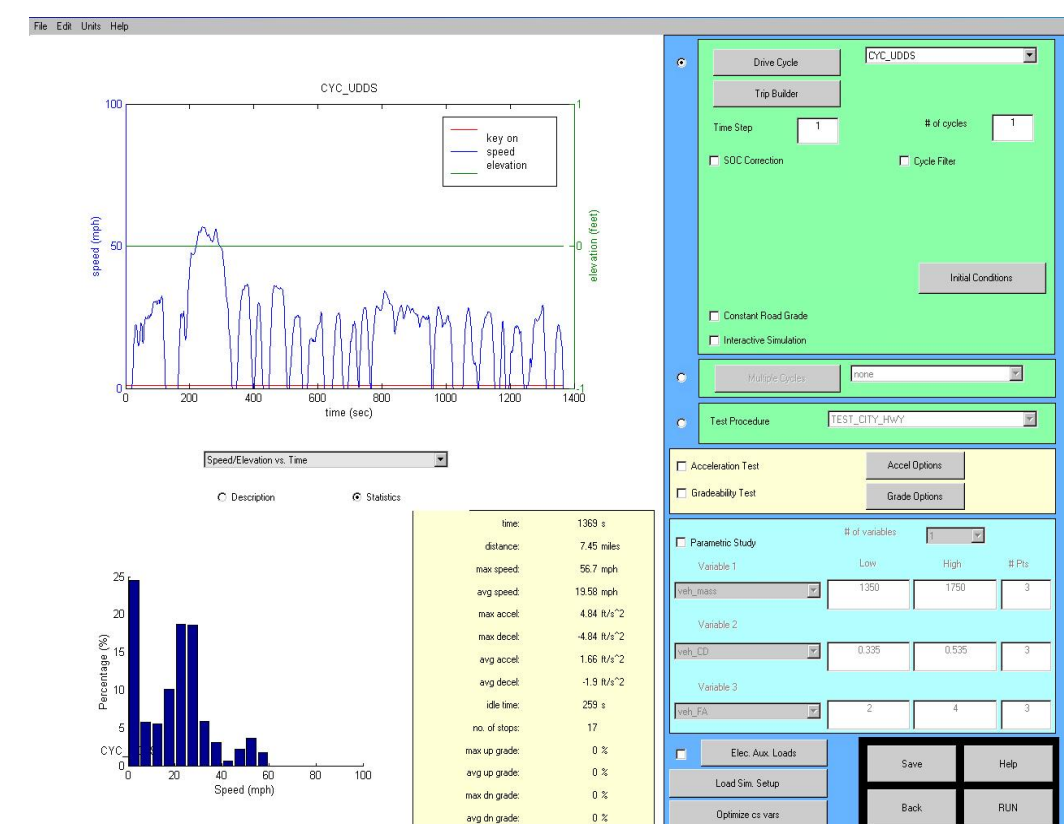 File Edit Units Help
CYC_UDDS
100
50
0
speed (mph)
1
0
-1
elevation (feet)
key on
speed
elevation
0 200 400 600 800 1000 1200 1400
time (sec)
Speed/Elevation vs. Time
Description Statistics
25
20
15
10
5
0
Percentage (%)
CYC_
0 20 40 60 80 100
Speed (mph)
time: 1369 s
distance: 7.45 miles
max speed: 56.7 mph
avg speed: 19.58 mph
max accel: 4.84 ft/s^2
max decel: -4.84 ft/s^2
avg accel: 1.66 ft/s^2
avg decel: -1.9 ft/s^2
idle time: 259 s
no. of stops: 17
max up grade: 0 %
avg up grade: 0 %
max dn grade: 0 %
avg dn grade: 0 %
Drive Cycle CYC_UDDS
Trip Builder
Time Step 1 # of cycles 1
SOC Correction Cycle Filter
Initial Conditions
Constant Road Grade
Interactive Simulation
Multiple Cycles none
Test Procedure TEST_CITY_HWY
Acceleration Test Accel Options
Gradeability Test Grade Options
# of variables 1
Parametric Study
Variable 1 Low High # Pts
veh_mass 1350 1750 3
Variable 2
veh_CD 0.335 0.535 3
Variable 3
veh_FA 2 4 3
Elec. Aux. Loads
Load Sim. Setup
Optimize cs vars
Save Help
Back RUN